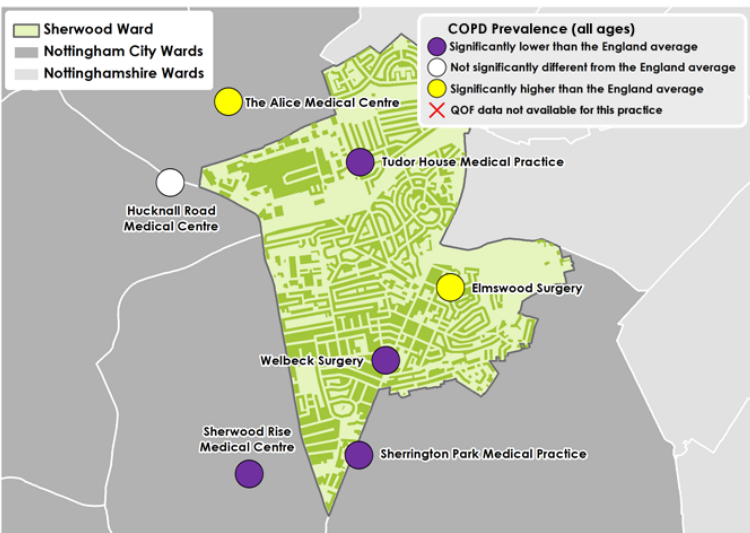 Sherwood Ward
Nottingham City Wards
Nottinghamshire Wards
COPD Prevalence (all ages)
Significantly lower than the England average
Not significantly different from the England average
Significantly higher than the England average
QOF data not available for this practice
The Alice Medical Centre
Tudor House Medical Practice
Hucknall Road
Medical Centre
Elmswood Surgery
Welbeck Surgery
Sherwood Rise
Medical Centre
Sherrington Park Medical Practice